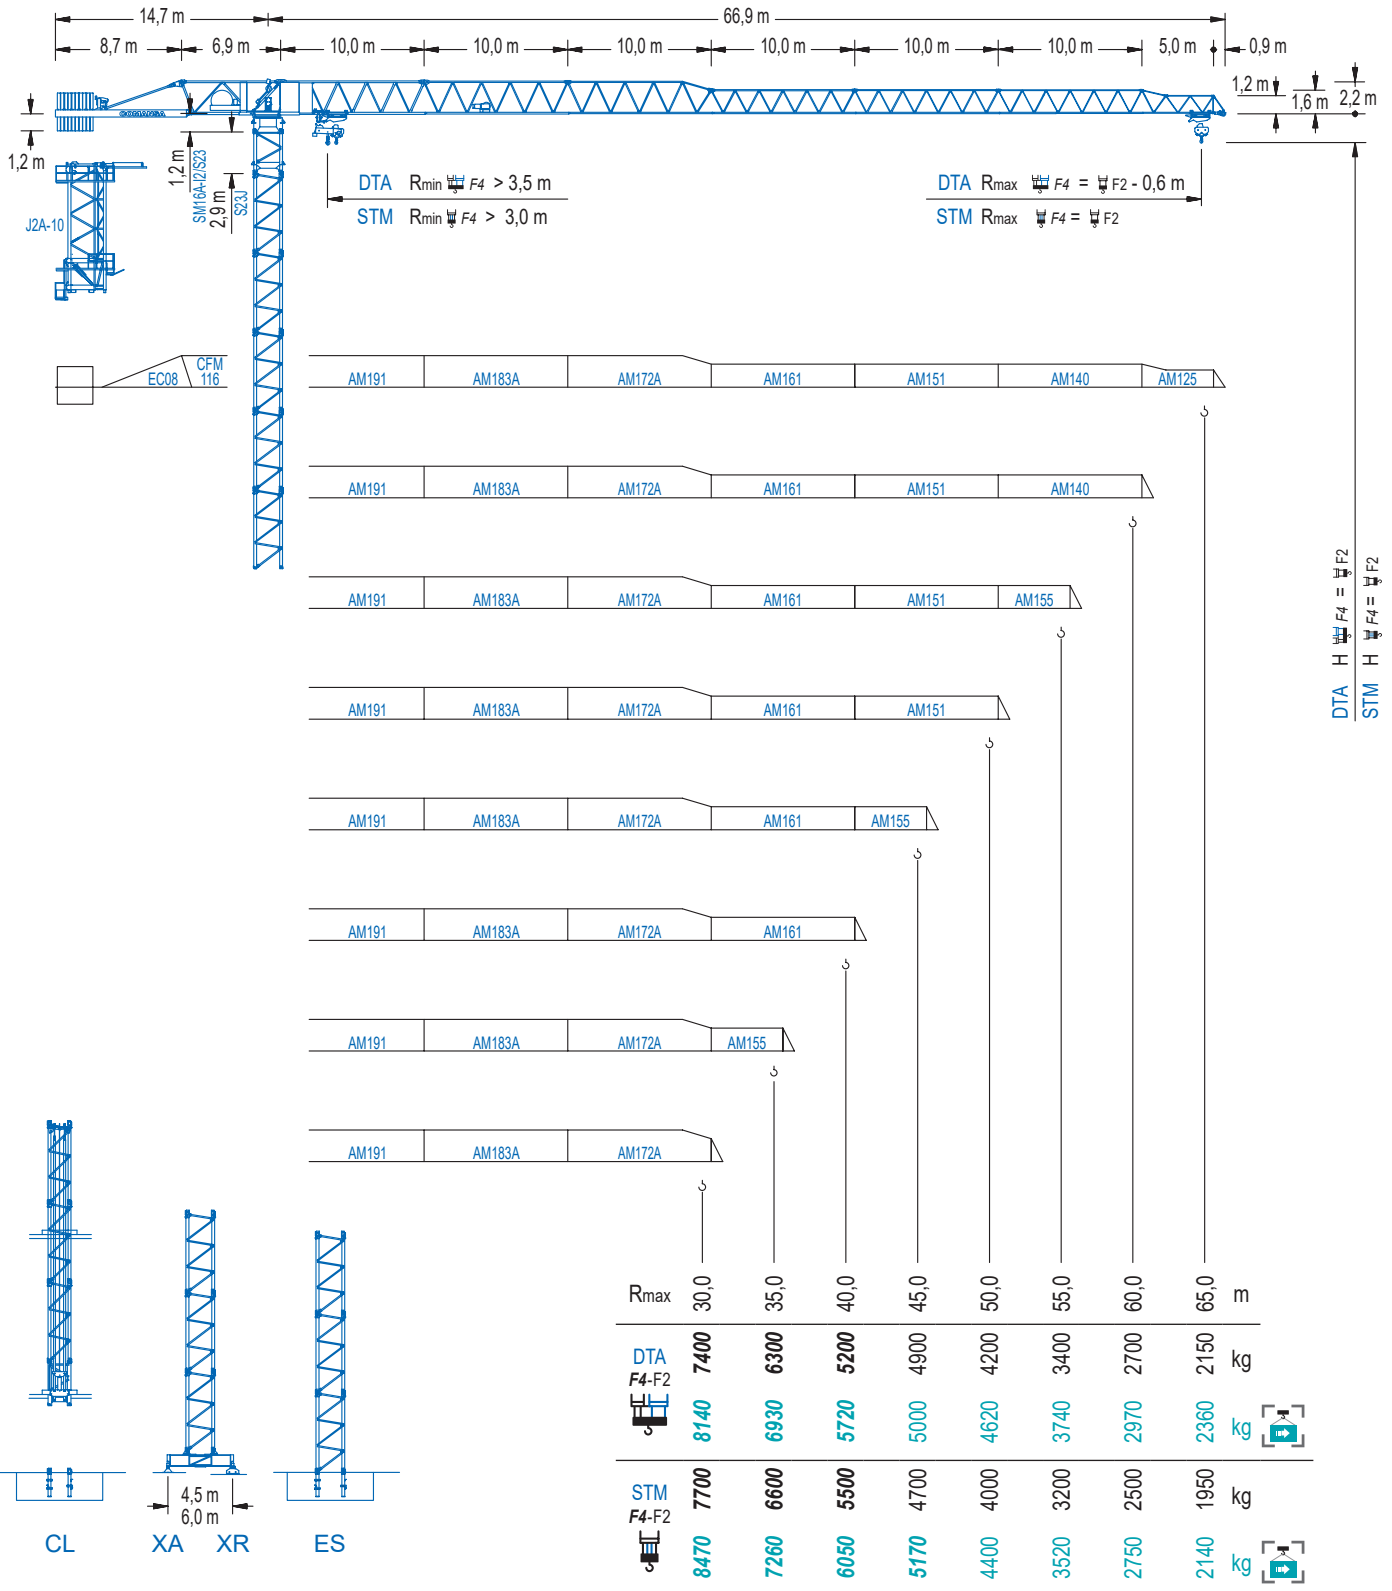 14,7 m 66,9 m
8,7 m 6,9 m 10,0 m 10,0 m 10,0 m 10,0 m 10,0 m 10,0 m 5,0 m 0,9 m
COMANSA
1,2 m 1,6 m 2,2 m
1,2 m
1,2 m
SM16A-I2/S23
2,9 m
S23J
J2A-10
DTA Rmin F4 > 3,5 m
STM Rmin F4 > 3,0 m
DTA Rmax F4 = F2 - 0,6 m
STM Rmax F4 = F2
EC08 CFM 116
AM191 AM183A AM172A AM161 AM151 AM140 AM125
AM191 AM183A AM172A AM161 AM151 AM140
AM191 AM183A AM172A AM161 AM151 AM155
DTA H F4 = F2
STM H F4 = F2
AM191 AM183A AM172A AM161 AM151
AM191 AM183A AM172A AM161 AM155
AM191 AM183A AM172A AM161
AM191 AM183A AM172A AM155
AM191 AM183A AM172A
Rmax 30,0 35,0 40,0 45,0 50,0 55,0 60,0 65,0 m
DTA F4-F2 7400 6300 5200 4900 4200 3400 2700 2150 kg
8140 6930 5720 5000 4620 3740 2970 2360 kg
STM F4-F2 7700 6600 5500 4700 4000 3200 2500 1950 kg
8470 7260 6050 5170 4400 3520 2750 2140 kg
4,5 m
6,0 m
CL XA XR ES